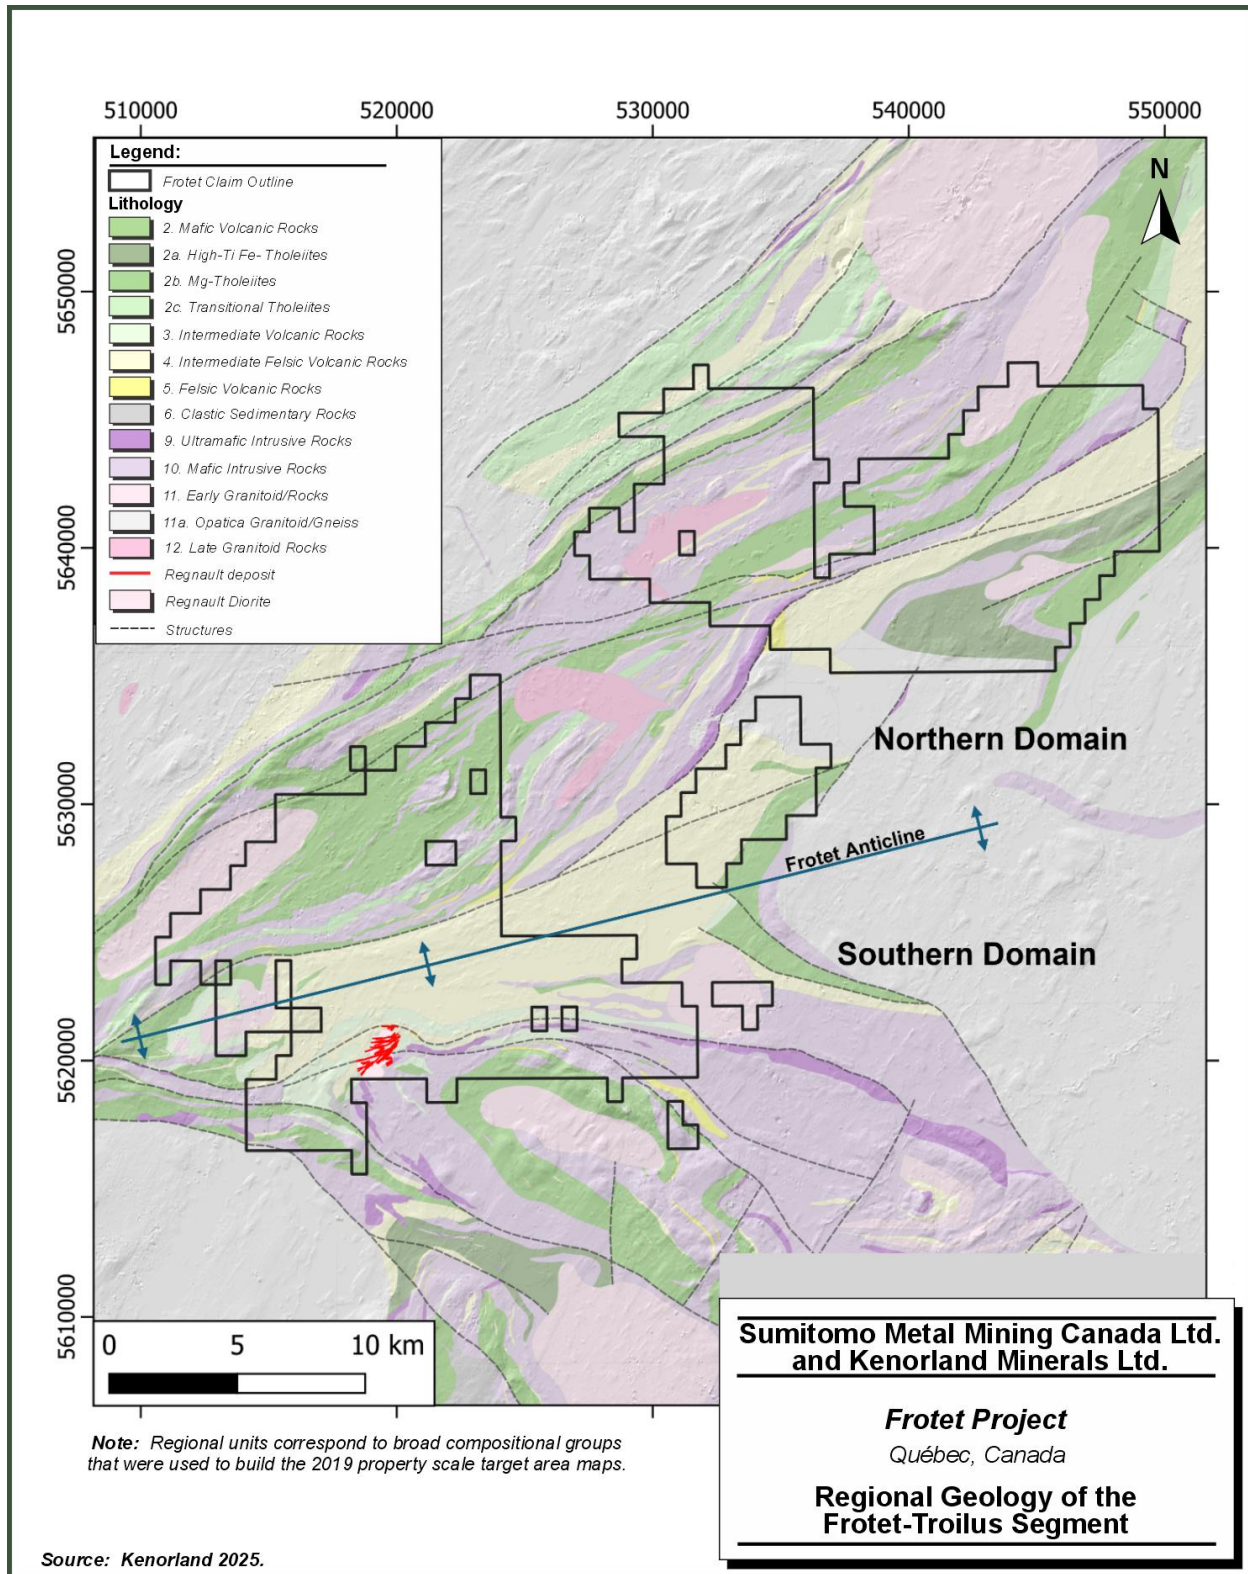 510000
520000
530000
540000
550000
Legend:
Frotet Claim Outline
Lithology
2. Mafic Volcanic Rocks
2a. High-Ti Fe- Tholeiites
2b. Mg-Tholeiites
2c. Transitional Tholeiites
3. Intermediate Volcanic Rocks
4. Intermediate Felsic Volcanic Rocks
5. Felsic Volcanic Rocks
6. Clastic Sedimentary Rocks
9. Ultramafic Intrusive Rocks
10. Mafic Intrusive Rocks
11. Early Granitoid/Rocks
11a. Opatica Granitoid/Gneiss
12. Late Granitoid Rocks
Regnault deposit
Regnault Diorite
Structures
N
5650000
5640000
5630000
5620000
5610000
Northern Domain
Frotet Anticline
Southern Domain
0 5 10 km
Note: Regional units correspond to broad compositional groups
that were used to build the 2019 property scale target area maps.
Sumitomo Metal Mining Canada Ltd.
and Kenorland Minerals Ltd.
Frotet Project
Québec, Canada
Regional Geology of the
Frotet-Troilus Segment
Source: Kenorland 2025.